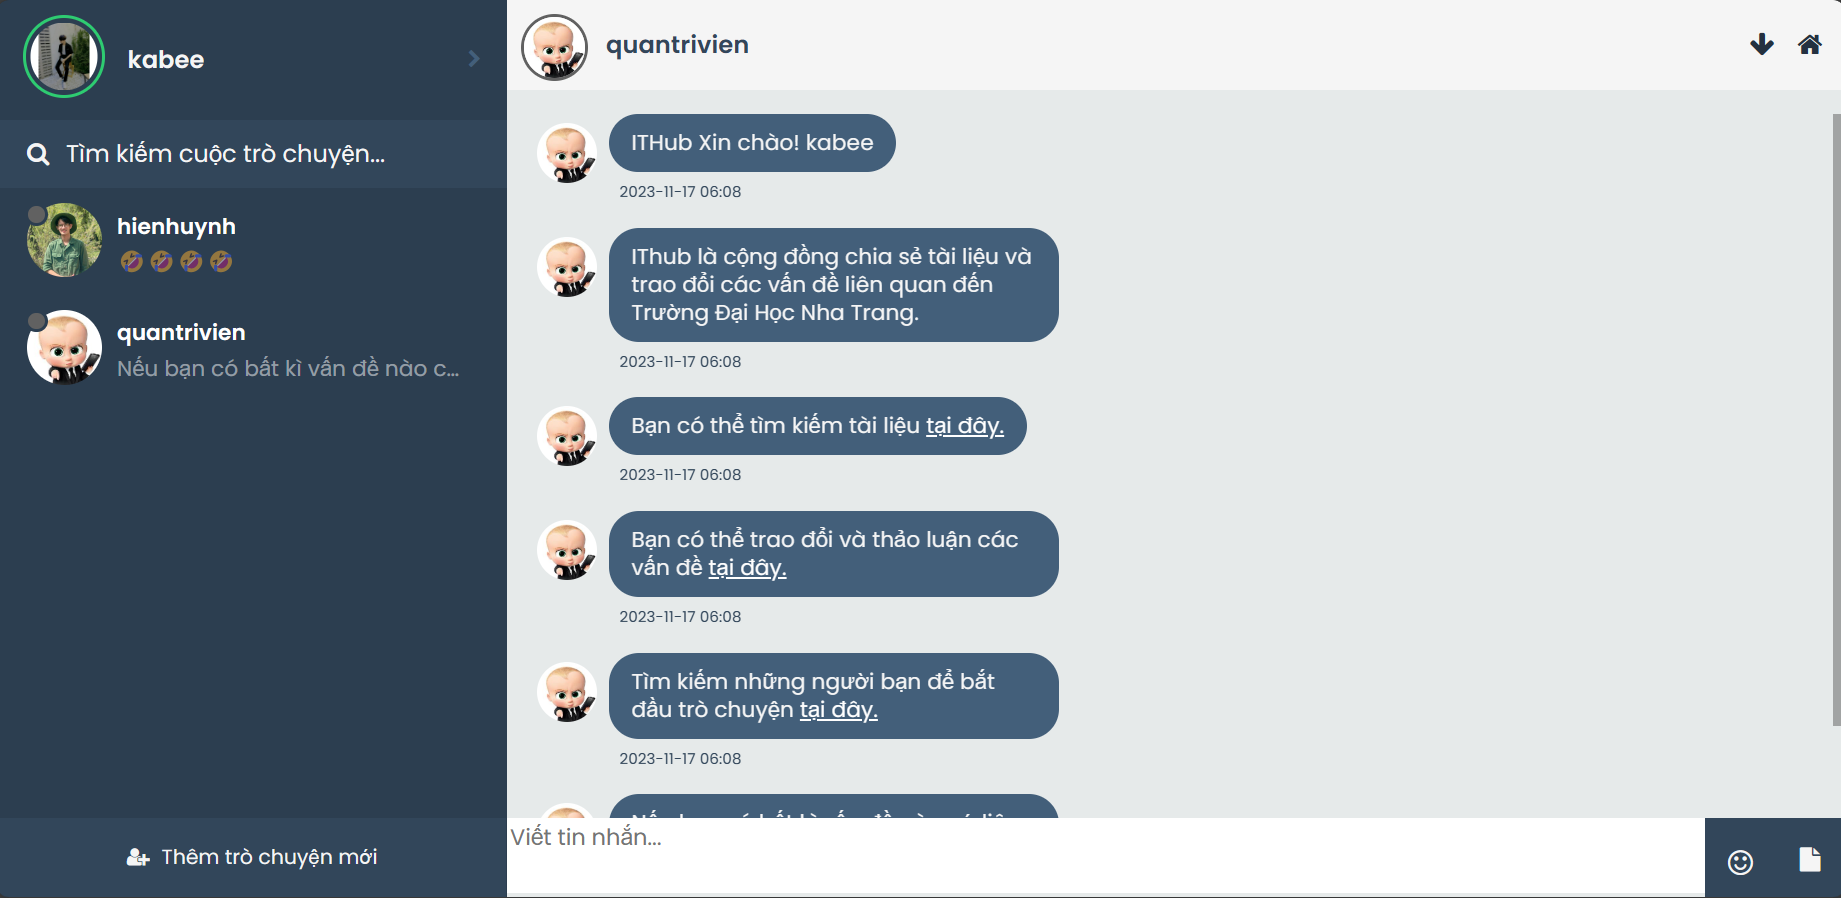 kabee
Tìm kiếm cuộc trò chuyện...
hienhuynh
quantrivien
Nếu bạn có bất kì vấn đề nào c...
Thêm trò chuyện mới
quantrivien
ITHub Xin chào! kabee
2023-11-17 06:08
IThub là cộng đồng chia sẻ tài liệu và
trao đổi các vấn đề liên quan đến
Trường Đại Học Nha Trang.
2023-11-17 06:08
Bạn có thể tìm kiếm tài liệu tại đây.
2023-11-17 06:08
Bạn có thể trao đổi và thảo luận các
vấn đề tại đây.
2023-11-17 06:08
Tìm kiếm những người bạn để bắt
đầu trò chuyện tại đây.
2023-11-17 06:08
Viết tin nhắn...